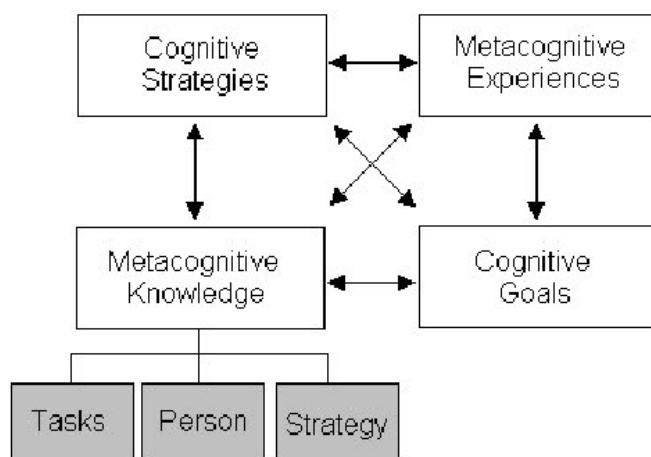 Cognitive
Strategies
Metacognitive
Experiences
Metacognitive
Knowledge
Cognitive
Goals
Tasks
Person
Strategy